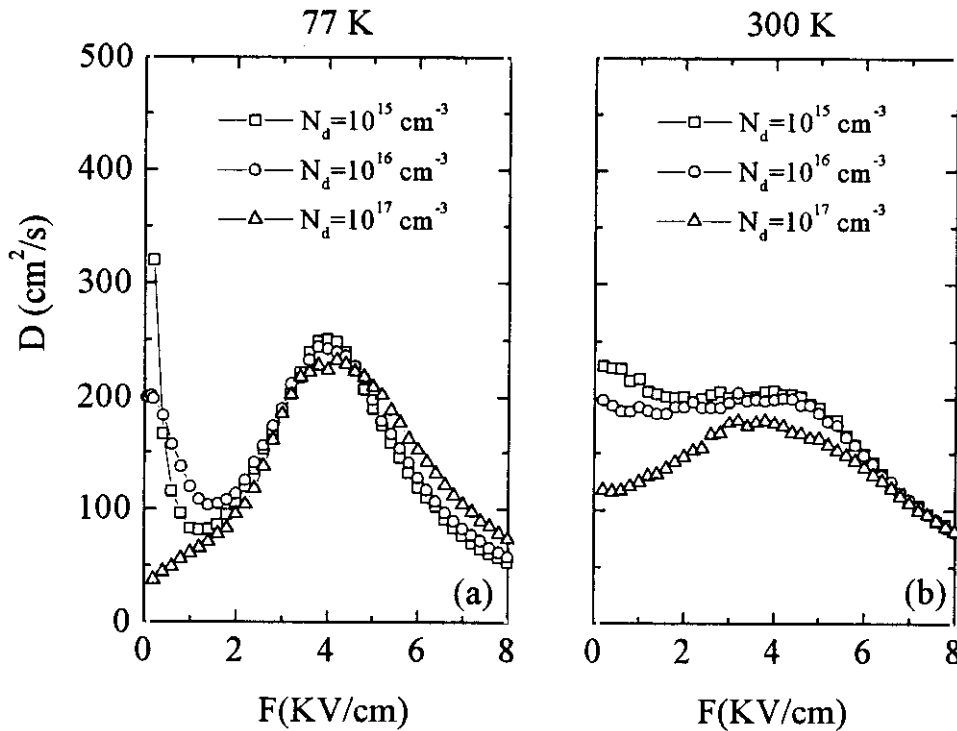 77 K
300 K
500
400
300
200
100
0
D (cm²/s)
N_d=10^15 cm^-3
N_d=10^16 cm^-3
N_d=10^17 cm^-3
(a)
0 2 4 6 8
F(KV/cm)
N_d=10^15 cm^-3
N_d=10^16 cm^-3
N_d=10^17 cm^-3
(b)
0 2 4 6 8
F(KV/cm)